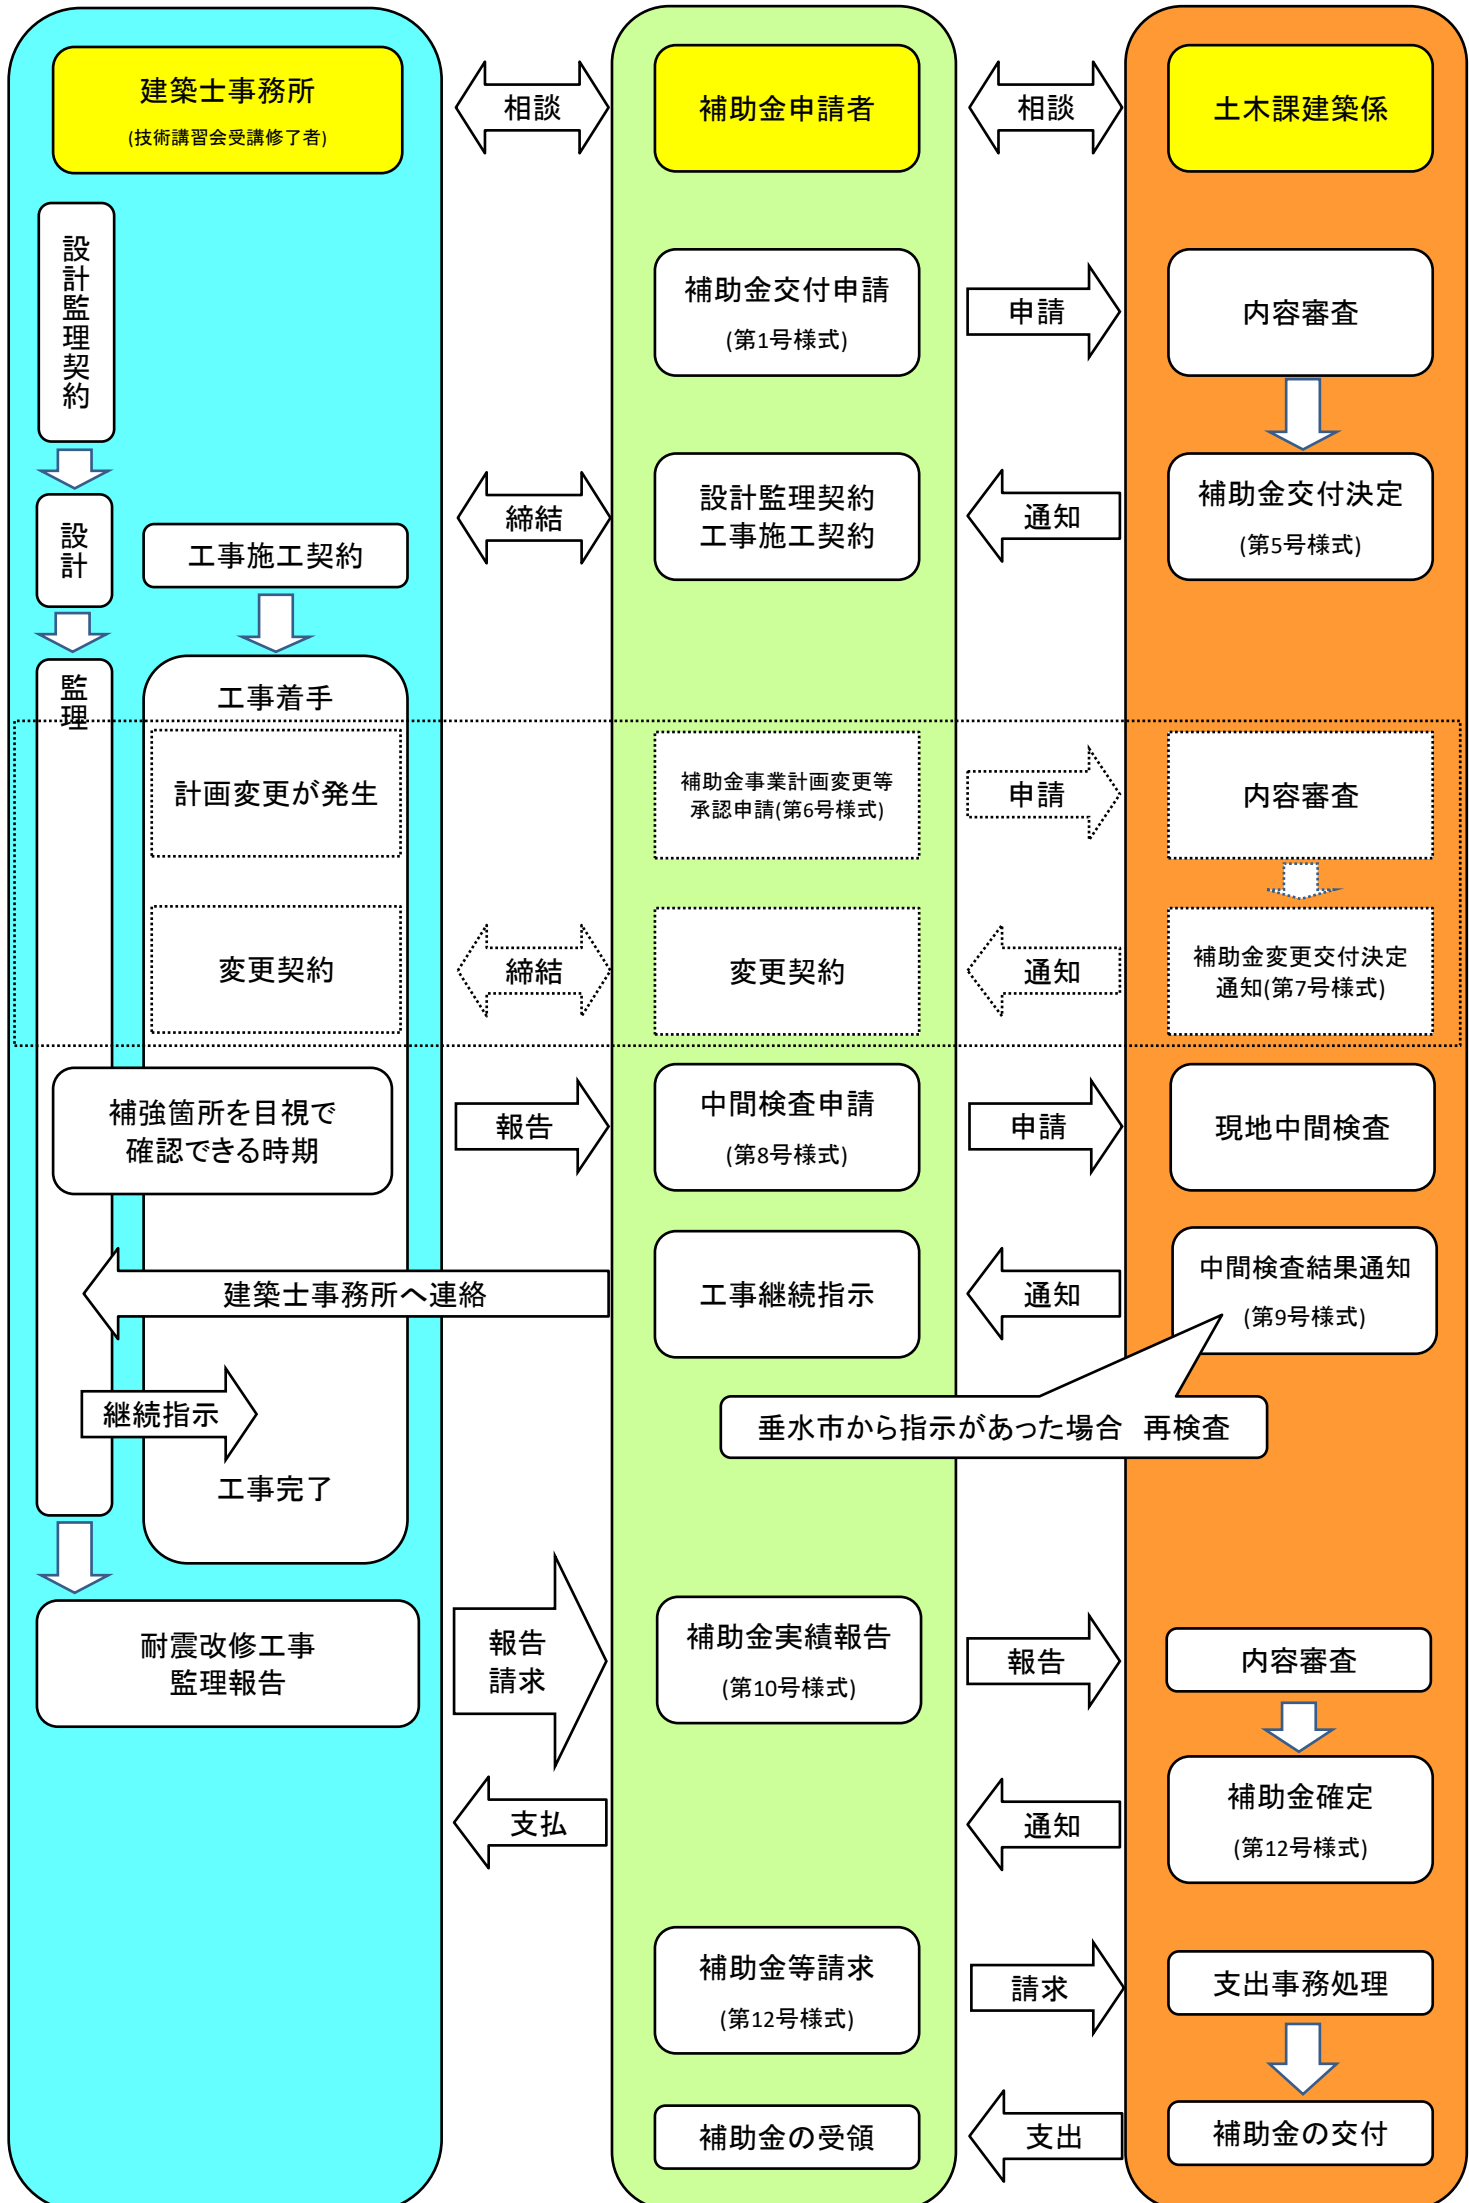 建築士事務所
(技術講習会受講修了者)
相談
補助金申請者
相談
土木課建築係
設計監理契約
補助金交付申請
(第1号様式)
申請
内容審査
設計
工事施工契約
締結
設計監理契約
工事施工契約
通知
補助金交付決定
(第5号様式)
監理
工事着手
計画変更が発生
補助金事業計画変更等
承認申請(第6号様式)
申請
内容審査
変更契約
締結
変更契約
通知
補助金変更交付決定
通知(第7号様式)
補強箇所を目視で
確認できる時期
報告
中間検査申請
(第8号様式)
申請
現地中間検査
建築士事務所へ連絡
工事継続指示
通知
中間検査結果通知
(第9号様式)
継続指示
垂水市から指示があった場合　再検査
工事完了
耐震改修工事
監理報告
報告
請求
補助金実績報告
(第10号様式)
報告
内容審査
支払
通知
補助金確定
(第12号様式)
補助金等請求
(第12号様式)
請求
支出事務処理
補助金の受領
支出
補助金の交付